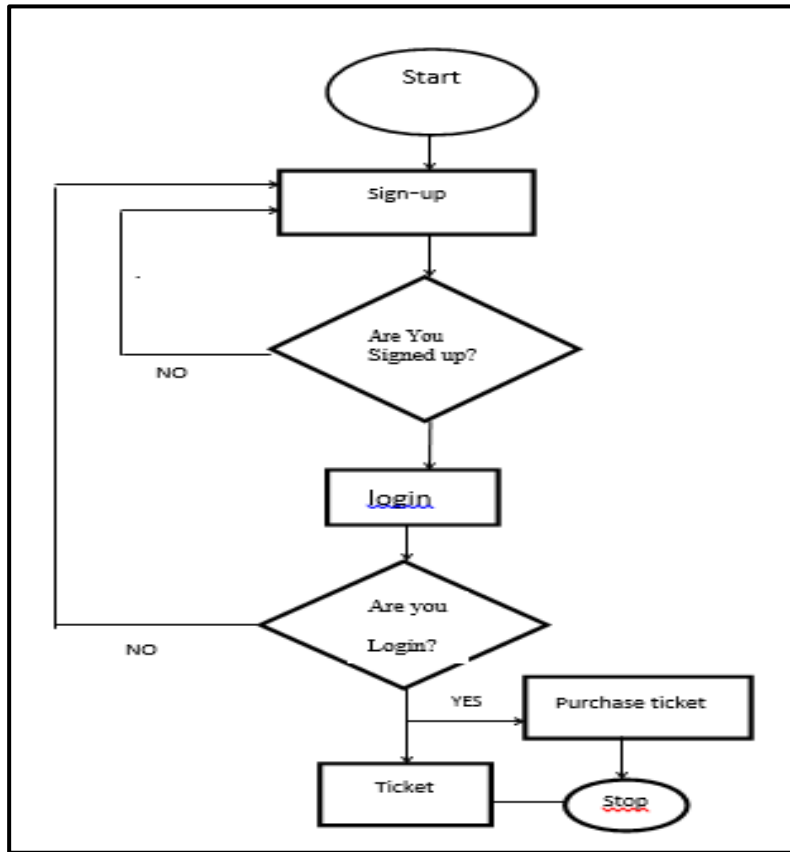 Start
Sign-up
Are You
Signed up?
NO
login
Are you
Login?
NO
YES
Purchase ticket
Ticket
Stop